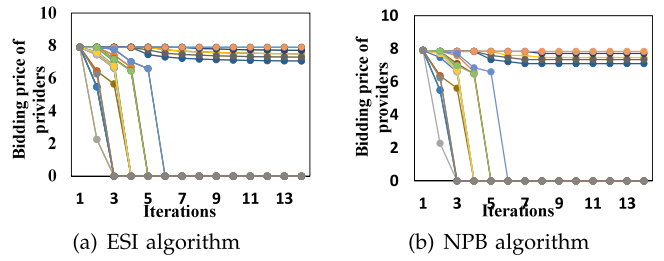 Bidding price of
prividers
10
8
6
4
2
0
1 3 5 7 9 11 13
Iterations
(a) ESI algorithm
Bidding price of
providers
10
8
6
4
2
0
1 3 5 7 9 11 13
Iterations
(b) NPB algorithm